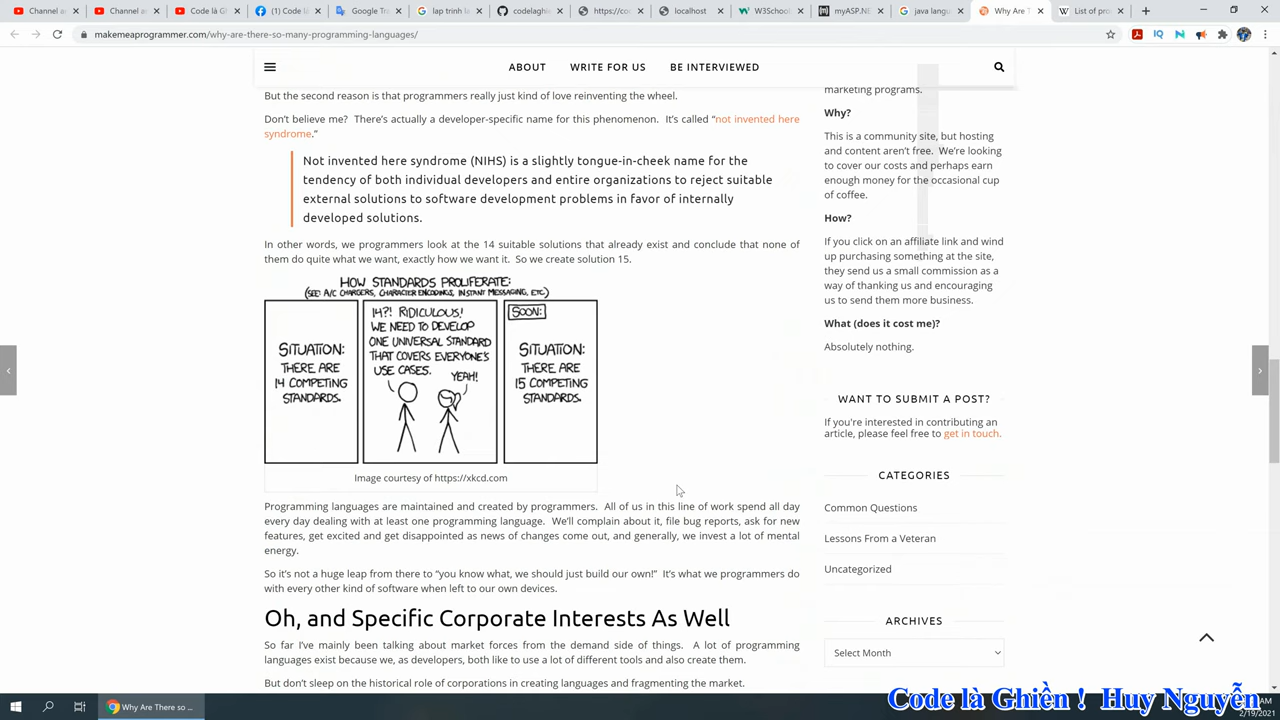 Channel an
Channel an
Code là Gh
(1) Code là
Google Tra
lap trinh la
codelaghie
https://coc
localhost
W3School
myASP.NE
java langu
Why Are T
List of pro
makemeaprogrammer.com/why-are-there-so-many-programming-languages/
ABOUT
WRITE FOR US
BE INTERVIEWED
But the second reason is that programmers really just kind of love reinventing the wheel.
Don't believe me? There's actually a developer-specific name for this phenomenon. It's called "not invented here
syndrome."
Not invented here syndrome (NIHS) is a slightly tongue-in-cheek name for the
tendency of both individual developers and entire organizations to reject suitable
external solutions to software development problems in favor of internally
developed solutions.
In other words, we programmers look at the 14 suitable solutions that already exist and conclude that none of
them do quite what we want, exactly how we want it. So we create solution 15.
HOW STANDARDS PROLIFERATE:
(SEE: A/C CHARGERS, CHARACTER ENCODINGS, INSTANT MESSAGING, ETC.)
SITUATION:
THERE ARE
14 COMPETING
STANDARDS.
14?! RIDICULOUS!
WE NEED TO DEVELOP
ONE UNIVERSAL STANDARD
THAT COVERS EVERYONE'S
USE CASES.
YEAH!
SOON:
SITUATION:
THERE ARE
15 COMPETING
STANDARDS.
Image courtesy of https://xkcd.com
Programming languages are maintained and created by programmers. All of us in this line of work spend all day
every day dealing with at least one programming language. We'll complain about it, file bug reports, ask for new
features, get excited and get disappointed as news of changes come out, and generally, we invest a lot of mental
energy.
So it's not a huge leap from there to "you know what, we should just build our own!" It's what we programmers do
with every other kind of software when left to our own devices.
Oh, and Specific Corporate Interests As Well
So far I've mainly been talking about market forces from the demand side of things. A lot of programming
languages exist because we, as developers, both like to use a lot of different tools and also create them.
But don't sleep on the historical role of corporations in creating languages and fragmenting the market.
marketing programs.
Why?
This is a community site, but hosting
and content aren't free. We're looking
to cover our costs and perhaps earn
enough money for the occasional cup
of coffee.
How?
If you click on an affiliate link and wind
up purchasing something at the site,
they send us a small commission as a
way of thanking us and encouraging
us to send them more business.
What (does it cost me)?
Absolutely nothing.
WANT TO SUBMIT A POST?
If you're interested in contributing an
article, please feel free to get in touch.
CATEGORIES
Common Questions
Lessons From a Veteran
Uncategorized
ARCHIVES
Select Month
Why Are There so ...
Code là Ghiền ! Huy Nguyễn
AM
2/19/2021